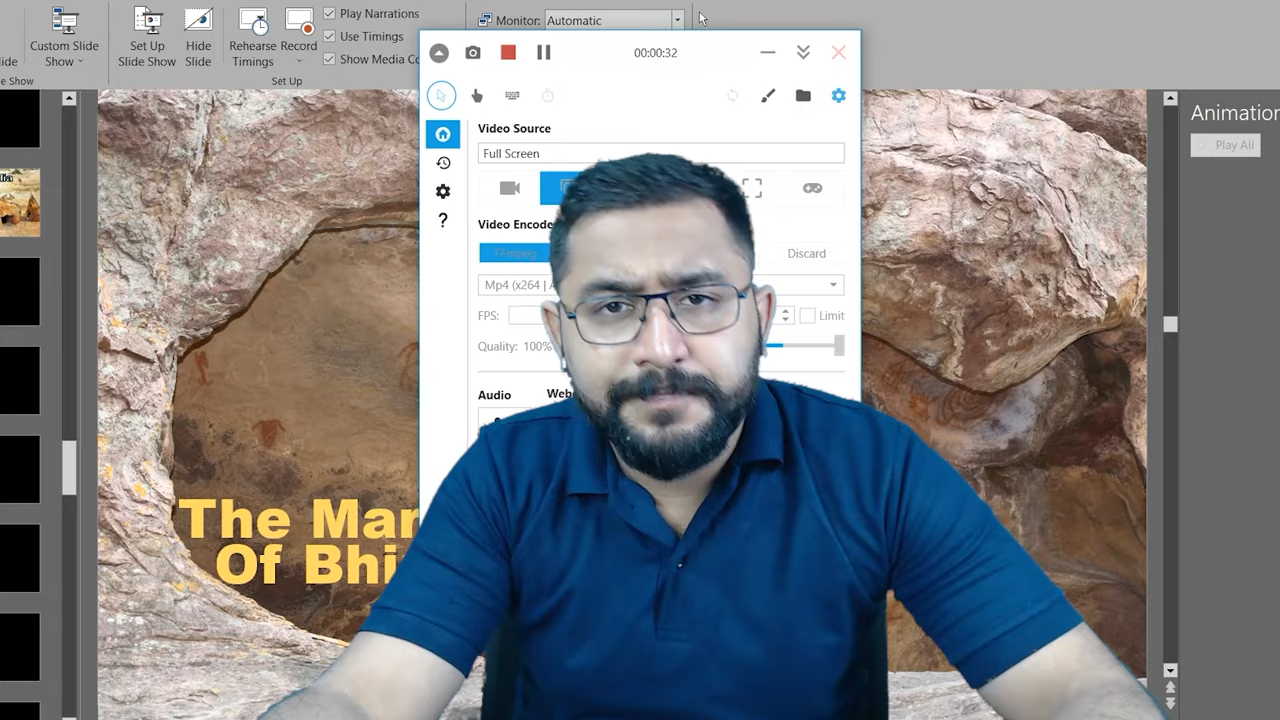 Custom Slide
Show
Set Up
Slide Show
Hide
Slide
Rehearse
Timings
Record
Play Narrations
Use Timings
Show Media Co
Set Up
Monitor: Automatic
00:00:32
Animation
Play All
Video Source
Full Screen
Video Encode
FFmpeg
Discard
Mp4 (x264 |
FPS:
Limit
Quality: 100%
Audio
Web
?
The Mar
Of Bhi